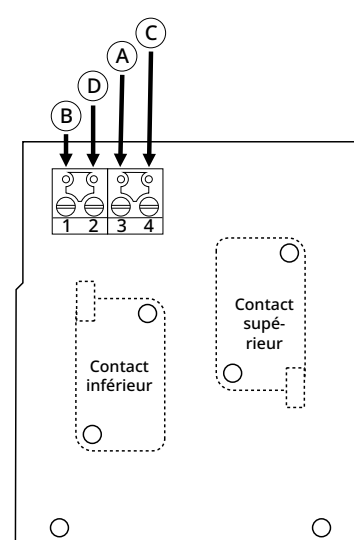 C
A
D
B
1 2 3 4
Contact
supé-
rieur
Contact
inférieur